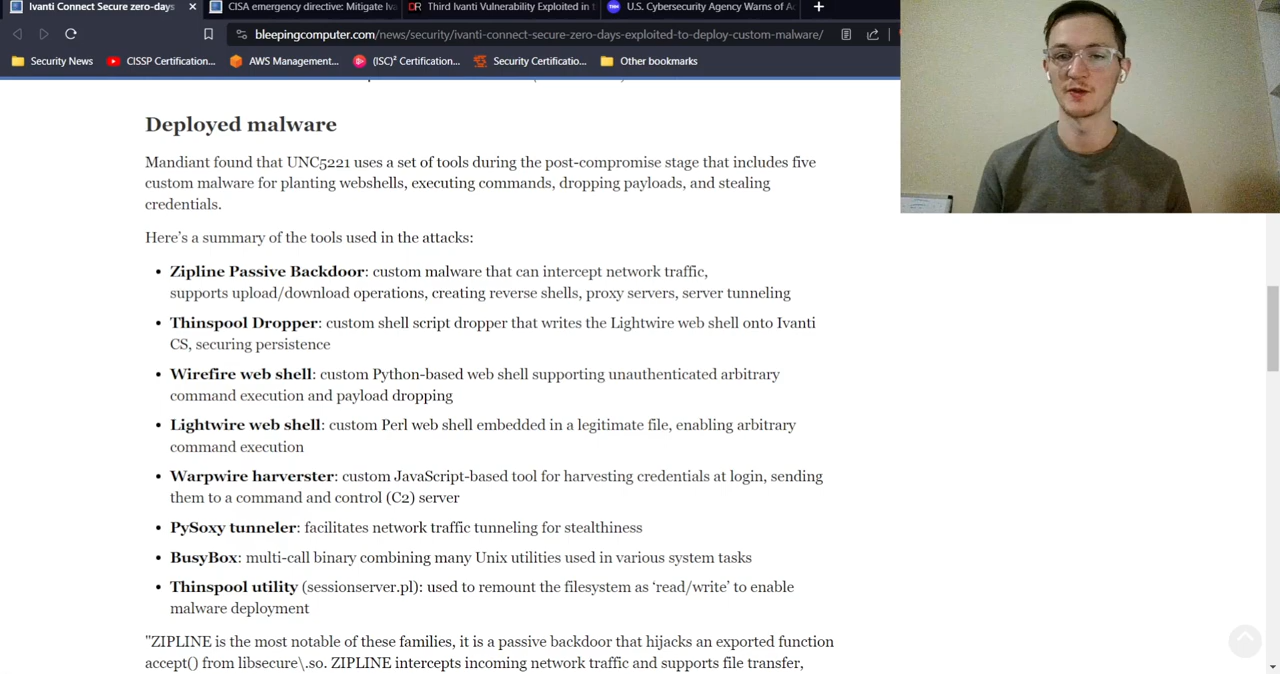 Ivanti Connect Secure zero-days
CISA emergency directive: Mitigate Iva
Third Ivanti Vulnerability Exploited in t
U.S. Cybersecurity Agency Warns of Ac
bleepingcomputer.com/news/security/ivanti-connect-secure-zero-days-exploited-to-deploy-custom-malware/
Security News
CISSP Certification...
AWS Management...
(ISC)² Certification...
Security Certificatio...
Other bookmarks
Deployed malware
Mandiant found that UNC5221 uses a set of tools during the post-compromise stage that includes five
custom malware for planting webshells, executing commands, dropping payloads, and stealing
credentials.
Here's a summary of the tools used in the attacks:
• Zipline Passive Backdoor: custom malware that can intercept network traffic,
supports upload/download operations, creating reverse shells, proxy servers, server tunneling
• Thinspool Dropper: custom shell script dropper that writes the Lightwire web shell onto Ivanti
CS, securing persistence
• Wirefire web shell: custom Python-based web shell supporting unauthenticated arbitrary
command execution and payload dropping
• Lightwire web shell: custom Perl web shell embedded in a legitimate file, enabling arbitrary
command execution
• Warpwire harverster: custom JavaScript-based tool for harvesting credentials at login, sending
them to a command and control (C2) server
• PySoxy tunneler: facilitates network traffic tunneling for stealthiness
• BusyBox: multi-call binary combining many Unix utilities used in various system tasks
• Thinspool utility (sessionserver.pl): used to remount the filesystem as 'read/write' to enable
malware deployment
"ZIPLINE is the most notable of these families, it is a passive backdoor that hijacks an exported function
accept() from libsecure\.so. ZIPLINE intercepts incoming network traffic and supports file transfer,